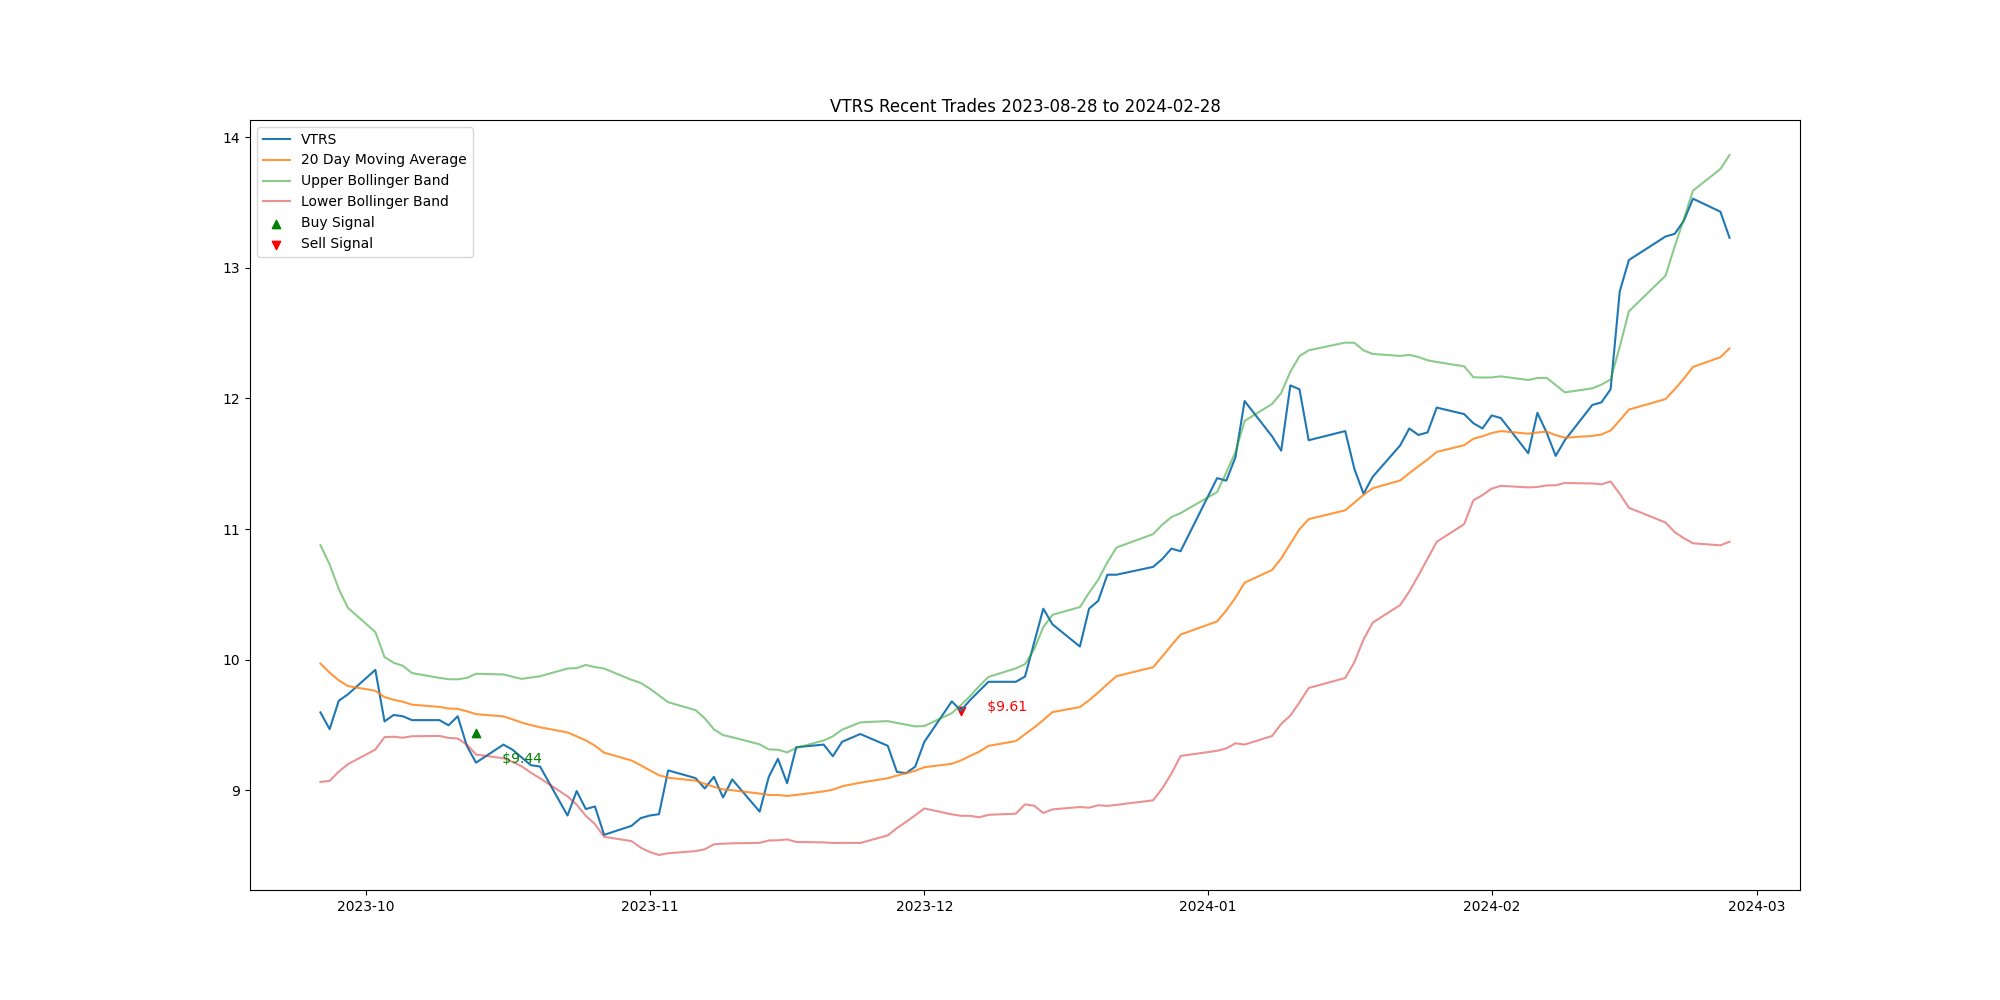 VTRS Recent Trades 2023-08-28 to 2024-02-28
VTRS
20 Day Moving Average
Upper Bollinger Band
Lower Bollinger Band
Buy Signal
Sell Signal
14
13
12
11
10
9
$9.44
$9.61
2023-10
2023-11
2023-12
2024-01
2024-02
2024-03